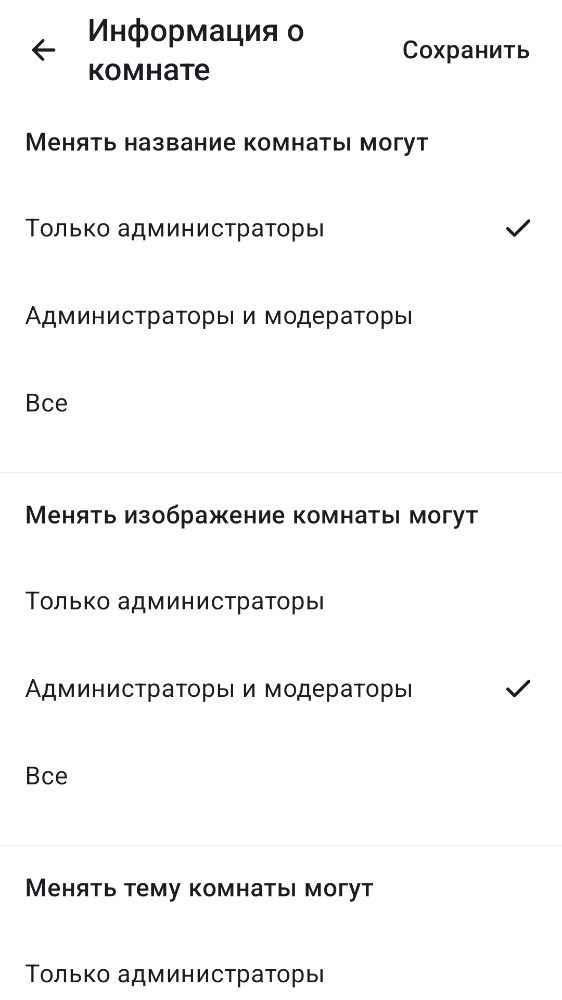 Информация о
комнате
Сохранить
Менять название комнаты могут
Только администраторы
Администраторы и модераторы
Все
Менять изображение комнаты могут
Только администраторы
Администраторы и модераторы
Все
Менять тему комнаты могут
Только администраторы